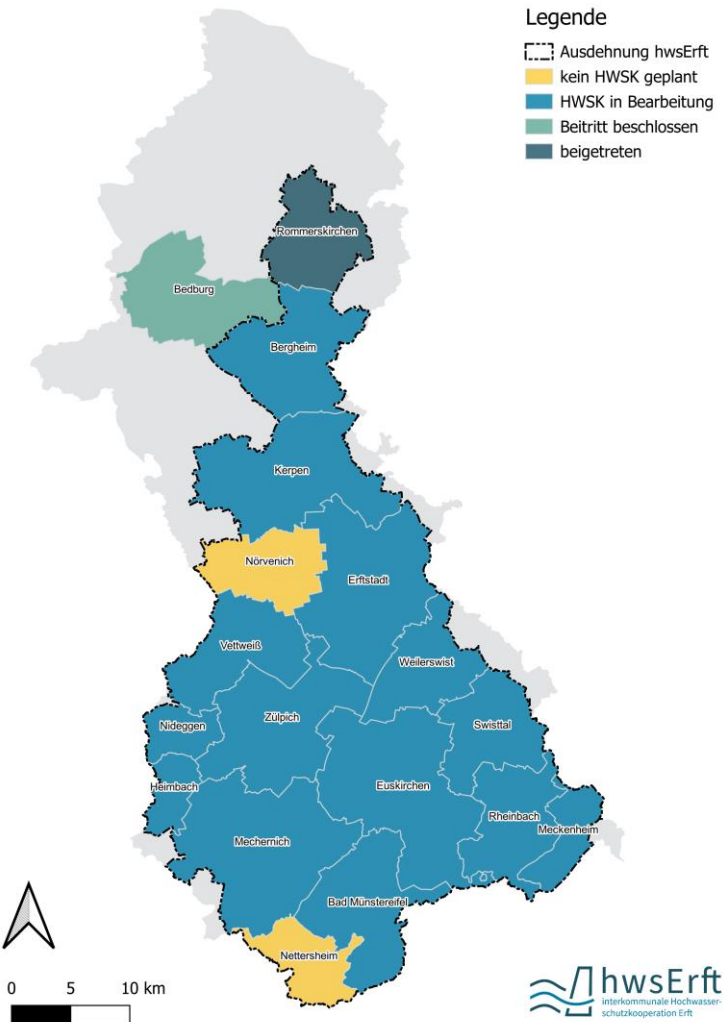 Legende
Ausdehnung hwsErft
kein HWSK geplant
HWSK in Bearbeitung
Beitritt beschlossen
beigetreten
Rommerskirchen
Bedburg
Bergheim
Kerpen
Nörvenich
Erftstadt
Vettweiß
Weilerswist
Zülpich
Nideggen
Swisttal
Heimbach
Euskirchen
Rheinbach
Meckenheim
Mechernich
Bad Münstereifel
Nettersheim
0 5 10 km
hwsErft
interkommunale Hochwasser-
schutzkooperation Erft